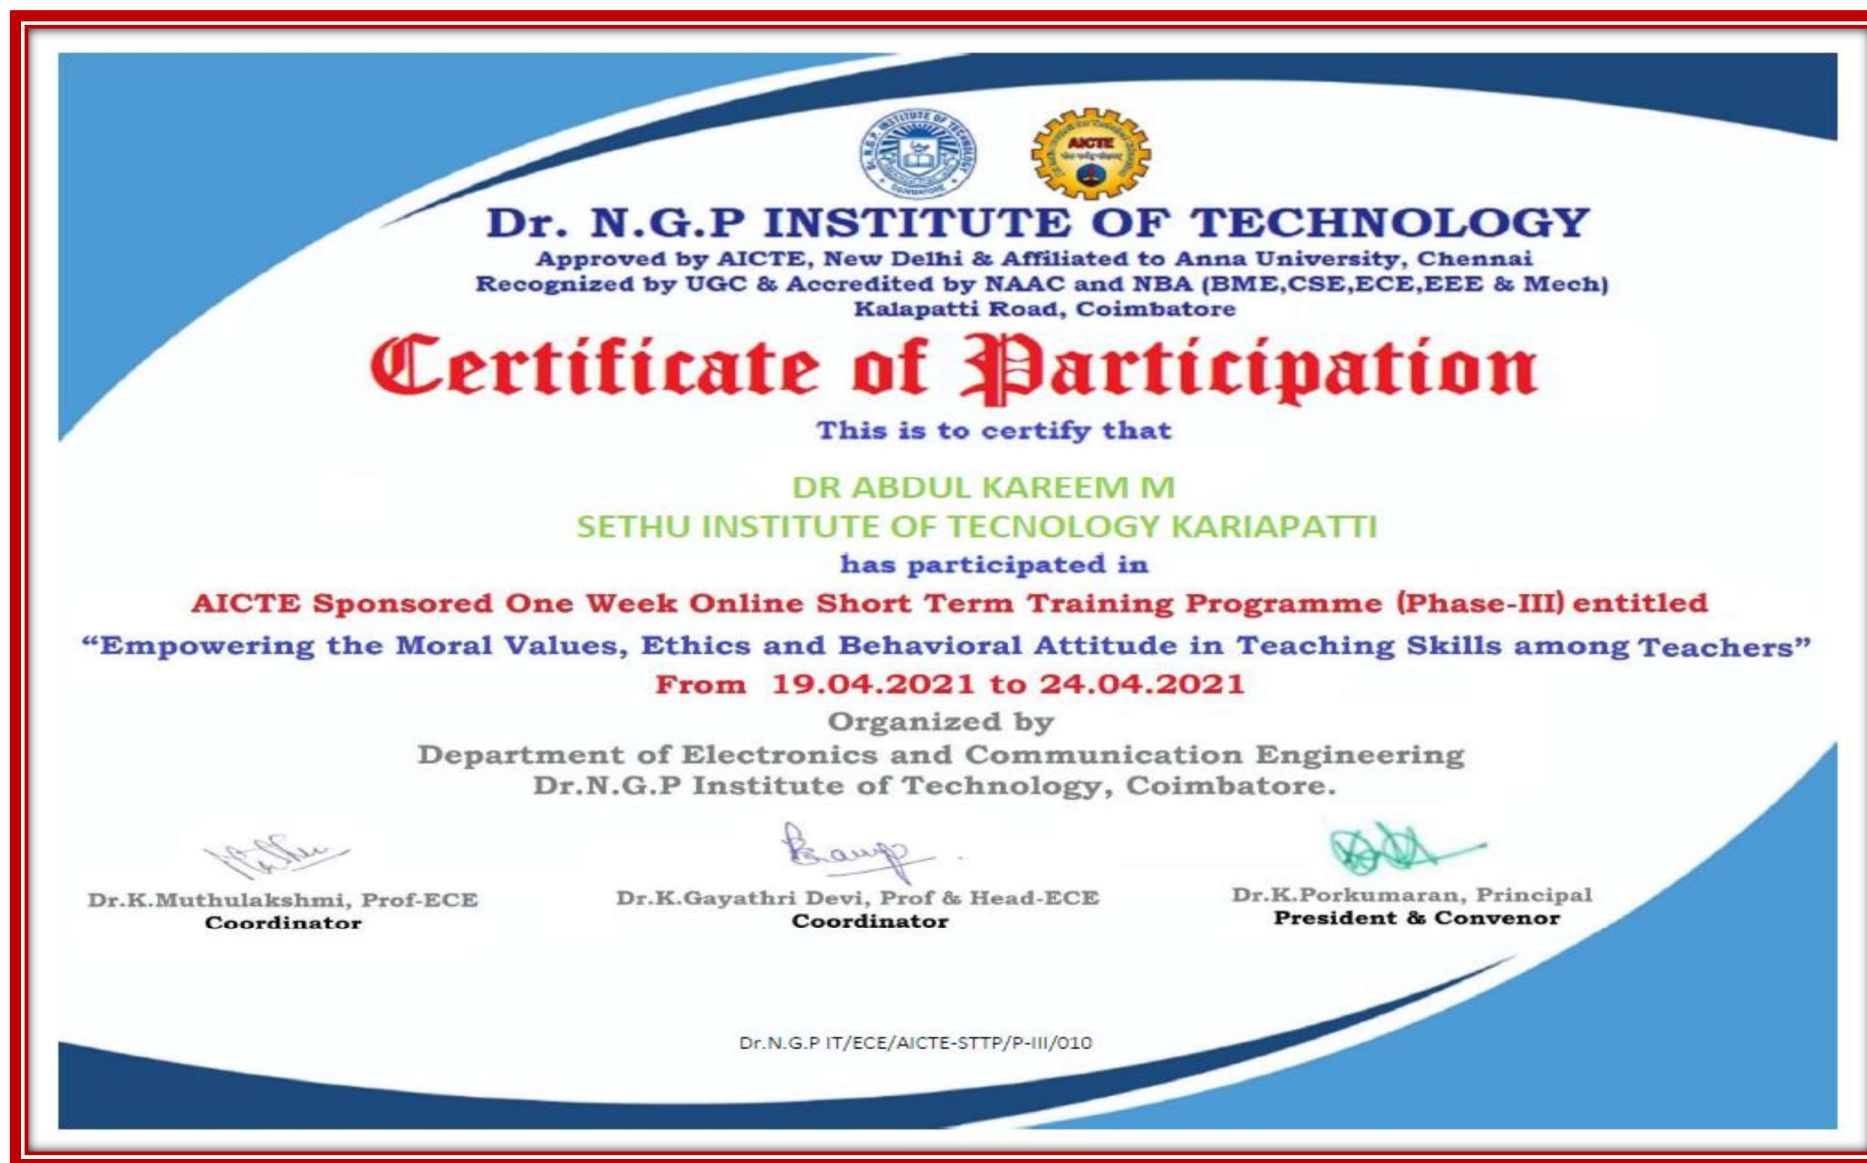 Dr. N.G.P. INSTITUTE OF TECHNOLOGY
COIMBATORE
AICTE
Dr. N.G.P INSTITUTE OF TECHNOLOGY
Approved by AICTE, New Delhi & Affiliated to Anna University, Chennai
Recognized by UGC & Accredited by NAAC and NBA (BME,CSE,ECE,EEE & Mech)
Kalapatti Road, Coimbatore
Certificate of Participation
This is to certify that
DR ABDUL KAREEM M
SETHU INSTITUTE OF TECNOLOGY KARIAPATTI
has participated in
AICTE Sponsored One Week Online Short Term Training Programme (Phase-III) entitled
“Empowering the Moral Values, Ethics and Behavioral Attitude in Teaching Skills among Teachers”
From 19.04.2021 to 24.04.2021
Organized by
Department of Electronics and Communication Engineering
Dr.N.G.P Institute of Technology, Coimbatore.
Dr.K.Muthulakshmi, Prof-ECE
Coordinator
Dr.K.Gayathri Devi, Prof & Head-ECE
Coordinator
Dr.K.Porkumaran, Principal
President & Convenor
Dr.N.G.P IT/ECE/AICTE-STTP/P-III/010